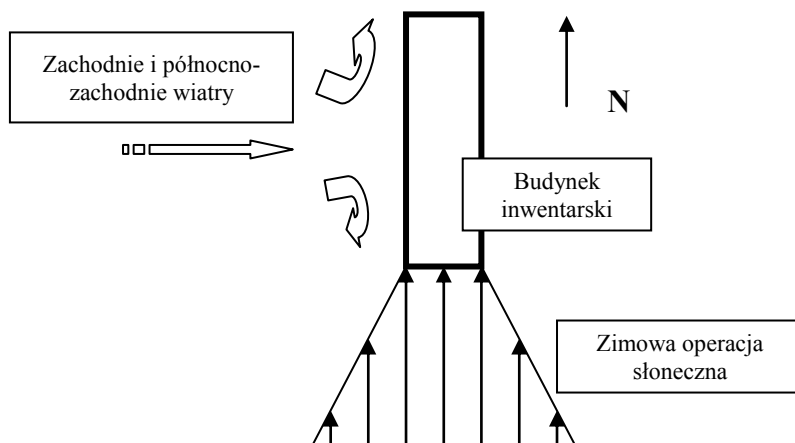 Zachodnie i północno-
zachodnie wiatry
N
Budynek
inwentarski
Zimowa operacja
słoneczna